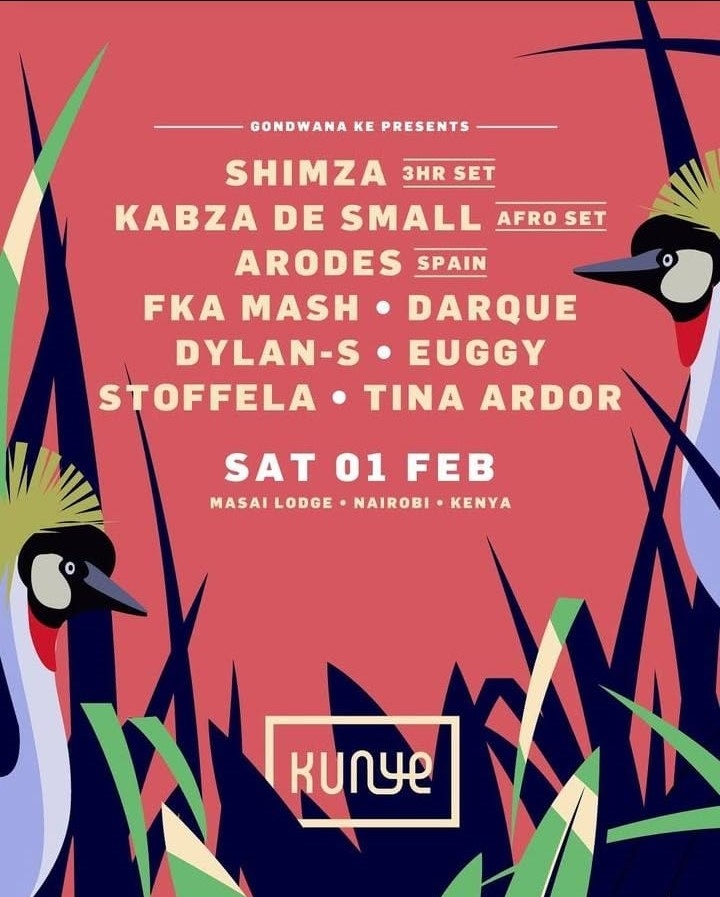 GONDWANA KE PRESENTS
SHIMZA 3HR SET
KABZA DE SMALL AFRO SET
ARODES SPAIN
FKA MASH • DARQUE
DYLAN-S • EUGGY
STOFFELA • TINA ARDOR
SAT 01 FEB
MASAI LODGE • NAIROBI • KENYA
KUNYE